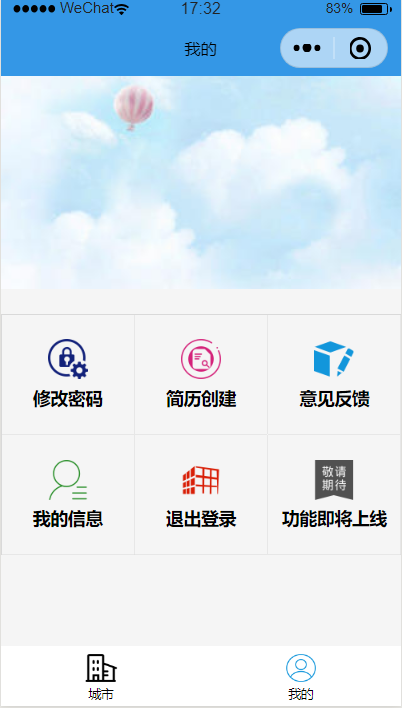 WeChat 17:32 83%
我的
修改密码 简历创建 意见反馈
敬请
期待
我的信息 退出登录 功能即将上线
城市 我的